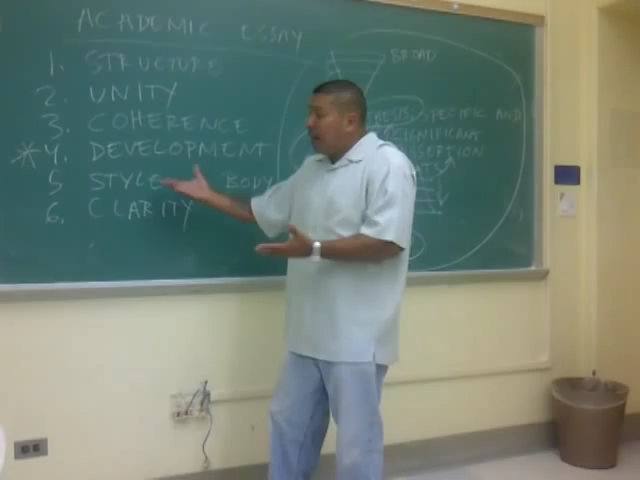 ACADEMIC ESSAY
1. STRUCTURE
2. UNITY
3. COHERENCE
*4. DEVELOPMENT
5 STYLE
6. CLARITY
BODY
BROAD
SPECIFIC AND
SIGNIFICANT
ASSERTION